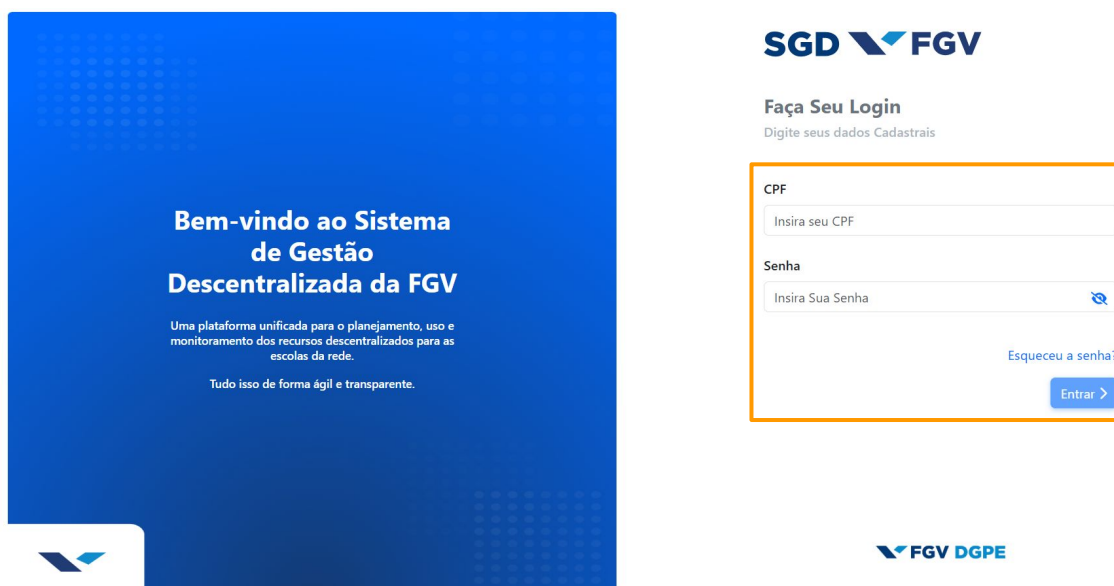 Bem-vindo ao Sistema
de Gestão
Descentralizada da FGV
Uma plataforma unificada para o planejamento, uso e
monitoramento dos recursos descentralizados para as
escolas da rede.
Tudo isso de forma ágil e transparente.
SGD FGV
Faça Seu Login
Digite seus dados Cadastrais
CPF
Insira seu CPF
Senha
Insira Sua Senha
Esqueceu a senha?
Entrar
FGV DGPE